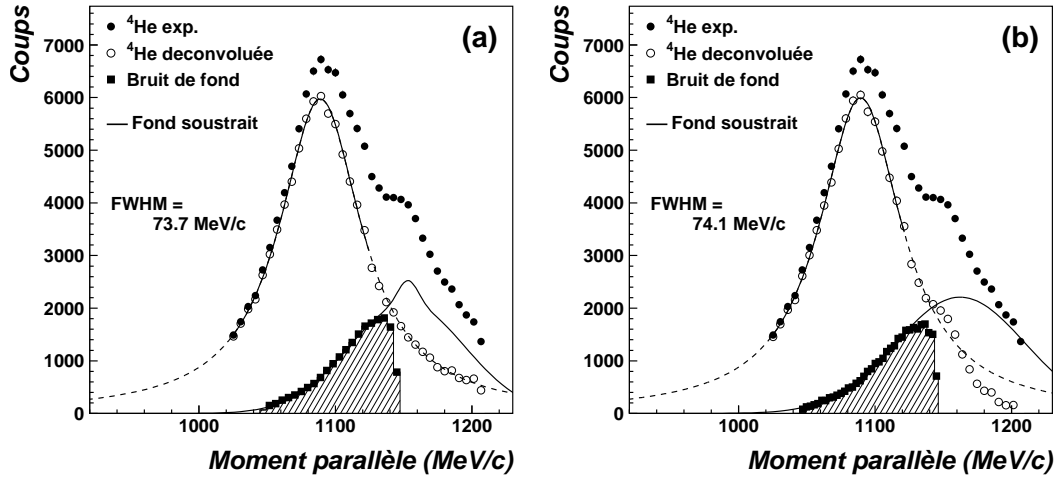 Coups
7000
6000
5000
4000
3000
2000
1000
0
● ⁴He exp.
○ ⁴He deconvoluée
■ Bruit de fond
— Fond soustrait
(a)
FWHM =
73.7 MeV/c
1000 1100 1200
Moment parallèle (MeV/c)
Coups
7000
6000
5000
4000
3000
2000
1000
0
● ⁴He exp.
○ ⁴He deconvoluée
■ Bruit de fond
— Fond soustrait
(b)
FWHM =
74.1 MeV/c
1000 1100 1200
Moment parallèle (MeV/c)